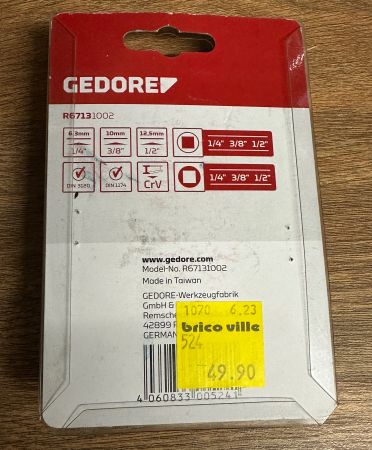 GEDORE
R67131002
6.3mm 10mm 12.5mm
1/4" 3/8" 1/2" 1/4" 3/8" 1/2"
DIN 3120 DIN 1174 CrV 1/4" 3/8" 1/2"
www.gedore.com
Model-No. R67131002
Made in Taiwan
GEDORE-Werkzeugfabrik
GmbH &
Remsche
42899
GERMAN
1070 6.23
brico ville
524
49.90
4 060833 005241